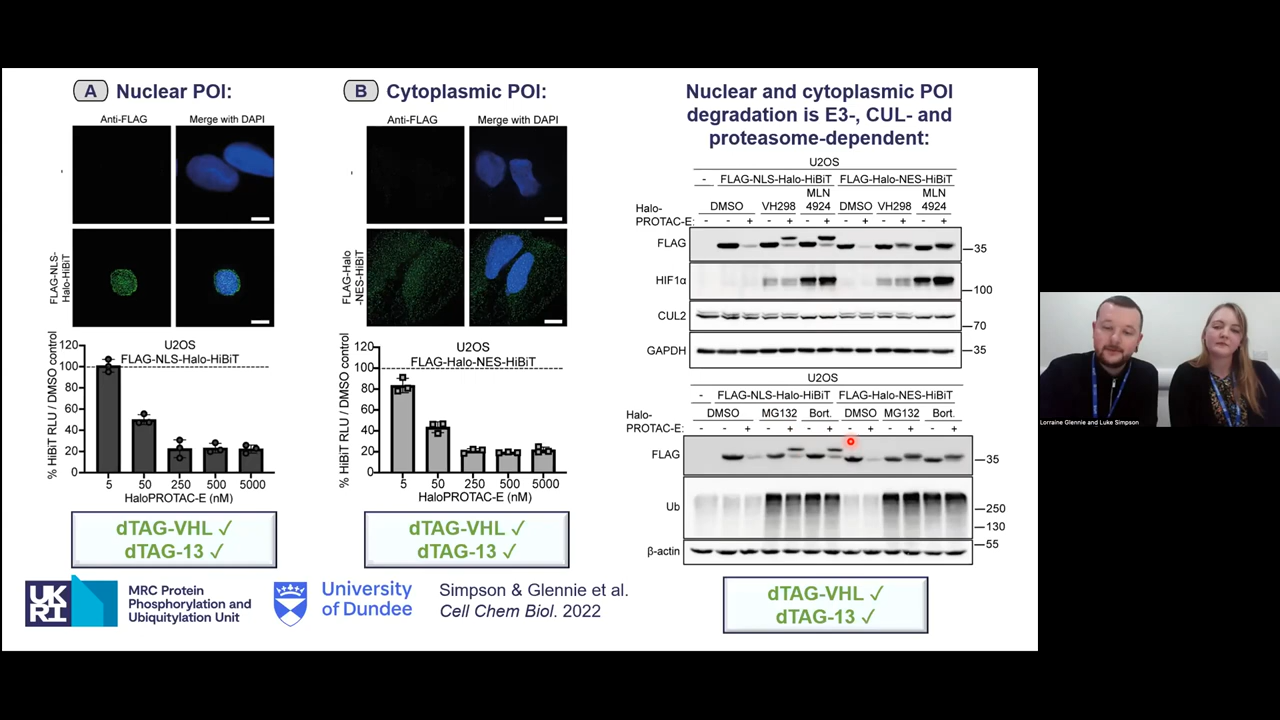 A Nuclear POI:
Anti-FLAG Merge with DAPI
-
FLAG-NLS-
Halo-HiBiT
120
100
80
60
40
20
0
% HiBiT RLU / DMSO control
U2OS
FLAG-NLS-Halo-HiBiT
5 50 250 500 5000
HaloPROTAC-E (nM)
dTAG-VHL ✓
dTAG-13 ✓
B Cytoplasmic POI:
Anti-FLAG Merge with DAPI
-
FLAG-Halo
-NES-HiBiT
120
100
80
60
40
20
0
% HiBiT RLU / DMSO control
U2OS
FLAG-Halo-NES-HiBiT
5 50 250 500 5000
HaloPROTAC-E (nM)
dTAG-VHL ✓
dTAG-13 ✓
Nuclear and cytoplasmic POI
degradation is E3-, CUL- and
proteasome-dependent:
U2OS
- FLAG-NLS-Halo-HiBiT FLAG-Halo-NES-HiBiT
DMSO VH298 MLN 4924 DMSO VH298 MLN 4924
Halo-
PROTAC-E: - - + - + - + - + - + - +
FLAG 35
HIF1α 100
CUL2 70
GAPDH 35
U2OS
- FLAG-NLS-Halo-HiBiT FLAG-Halo-NES-HiBiT
DMSO MG132 Bort. DMSO MG132 Bort.
Halo-
PROTAC-E: - - + - + - + - + - + - +
FLAG 35
Ub 250
130
55
β-actin
dTAG-VHL ✓
dTAG-13 ✓
UK
RI
MRC Protein
Phosphorylation and
Ubiquitylation Unit
University
of Dundee
Simpson & Glennie et al.
Cell Chem Biol. 2022
Lorraine Glennie and Luke Simpson